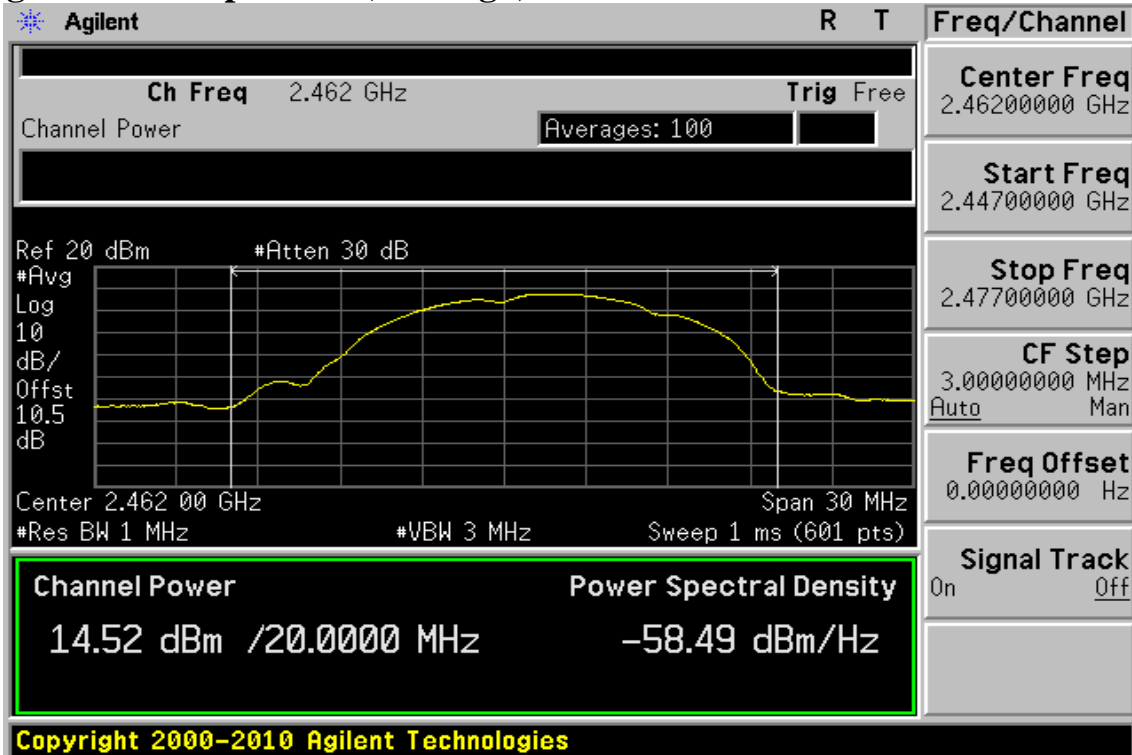 Agilent R T
Freq/Channel
Ch Freq 2.462 GHz Trig Free
Channel Power Averages: 100
Center Freq
2.46200000 GHz
Start Freq
2.44700000 GHz
Stop Freq
2.47700000 GHz
CF Step
3.00000000 MHz
Auto Man
Freq Offset
0.00000000 Hz
Signal Track
On Off
Ref 20 dBm #Atten 30 dB
#Avg
Log
10
dB/
Offst
10.5
dB
Center 2.462 00 GHz Span 30 MHz
#Res BW 1 MHz #VBW 3 MHz Sweep 1 ms (601 pts)
Channel Power Power Spectral Density
14.52 dBm /20.0000 MHz -58.49 dBm/Hz
Copyright 2000-2010 Agilent Technologies